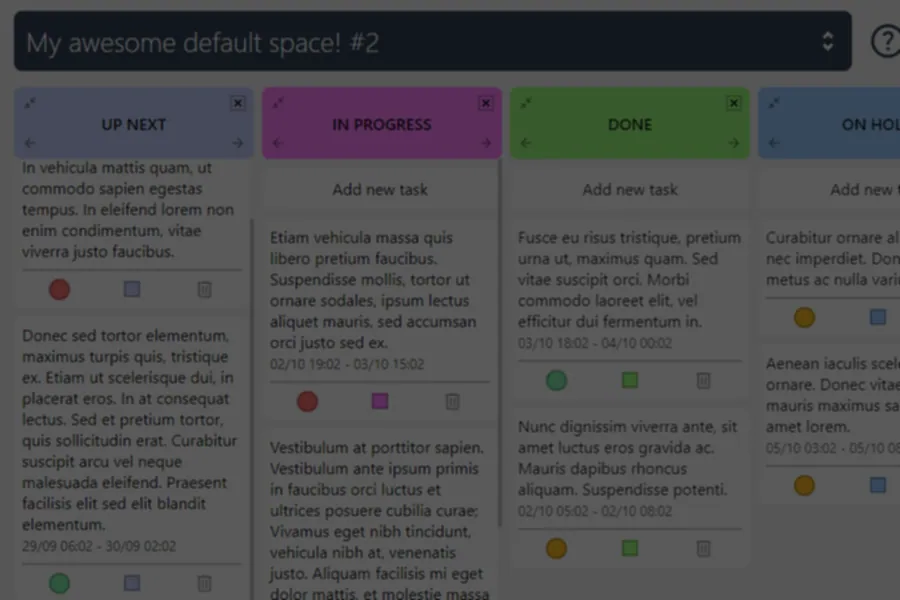 My awesome default space! #2
UP NEXT
In vehicula mattis quam, ut
commodo sapien egestas
tempus. In eleifend lorem non
enim condimentum, vitae
viverra justo faucibus.
Donec sed tortor elementum,
maximus turpis quis, tristique
ex. Etiam ut scelerisque dui, in
placerat eros. In at consequat
lectus. Sed et pretium tortor,
quis sollicitudin erat. Curabitur
suscipit arcu vel neque
malesuada eleifend. Praesent
facilisis elit sed elit blandit
elementum.
29/09 06:02 - 30/09 02:02
IN PROGRESS
Add new task
Etiam vehicula massa quis
libero pretium faucibus.
Suspendisse mollis, tortor ut
ornare sodales, ipsum lectus
aliquet mauris, sed accumsan
orci justo sed ex.
02/10 19:02 - 03/10 15:02
Vestibulum at porttitor sapien.
Vestibulum ante ipsum primis
in faucibus orci luctus et
ultrices posuere cubilia curae;
Vivamus eget nibh tincidunt,
vehicula nibh at, venenatis
justo. Aliquam facilisis mi eget
dolor mattis, et molestie massa
DONE
Add new task
Fusce eu risus tristique, pretium
urna ut, maximus quam. Sed
vitae suscipit orci. Morbi
commodo laoreet elit, vel
efficitur dui fermentum in.
03/10 18:02 - 04/10 00:02
Nunc dignissim viverra ante, sit
amet luctus eros gravida ac.
Mauris dapibus rhoncus
aliquam. Suspendisse potenti.
02/10 05:02 - 02/10 08:02
ON HOL
Add new t
Curabitur ornare al
nec imperdiet. Don
metus ac nulla vari
Aenean iaculis scel
ornare. Donec vitae
mauris maximus sa
amet lorem.
05/10 03:02 - 05/10 08